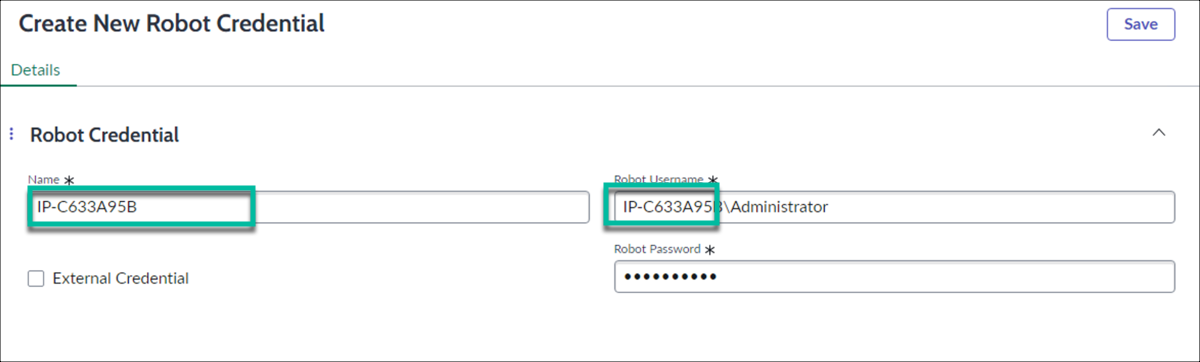 Create New Robot Credential
Save
Details
Robot Credential
Name *
Robot Username *
IP-C633A95B
IP-C633A95B\Administrator
Robot Password *
External Credential
••••••••••